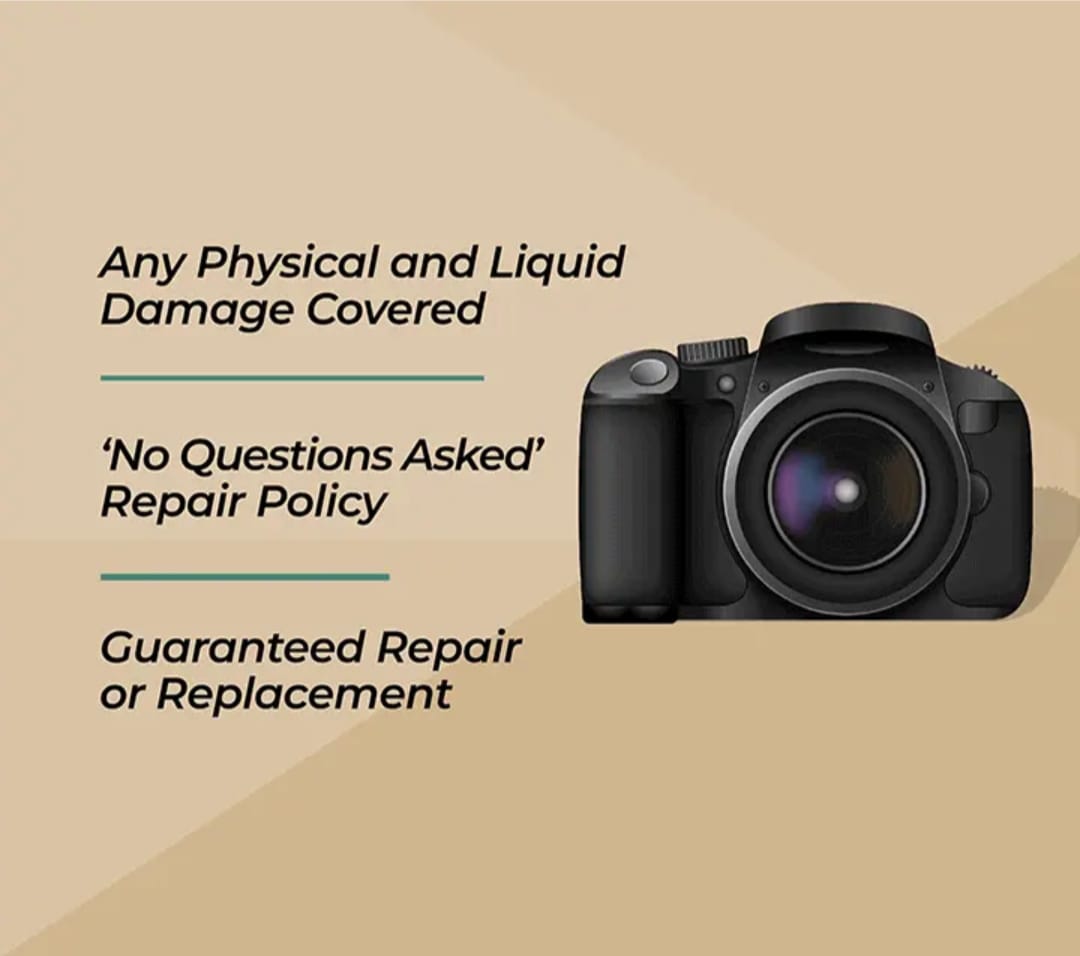 Any Physical and Liquid
Damage Covered
‘No Questions Asked’
Repair Policy
Guaranteed Repair
or Replacement